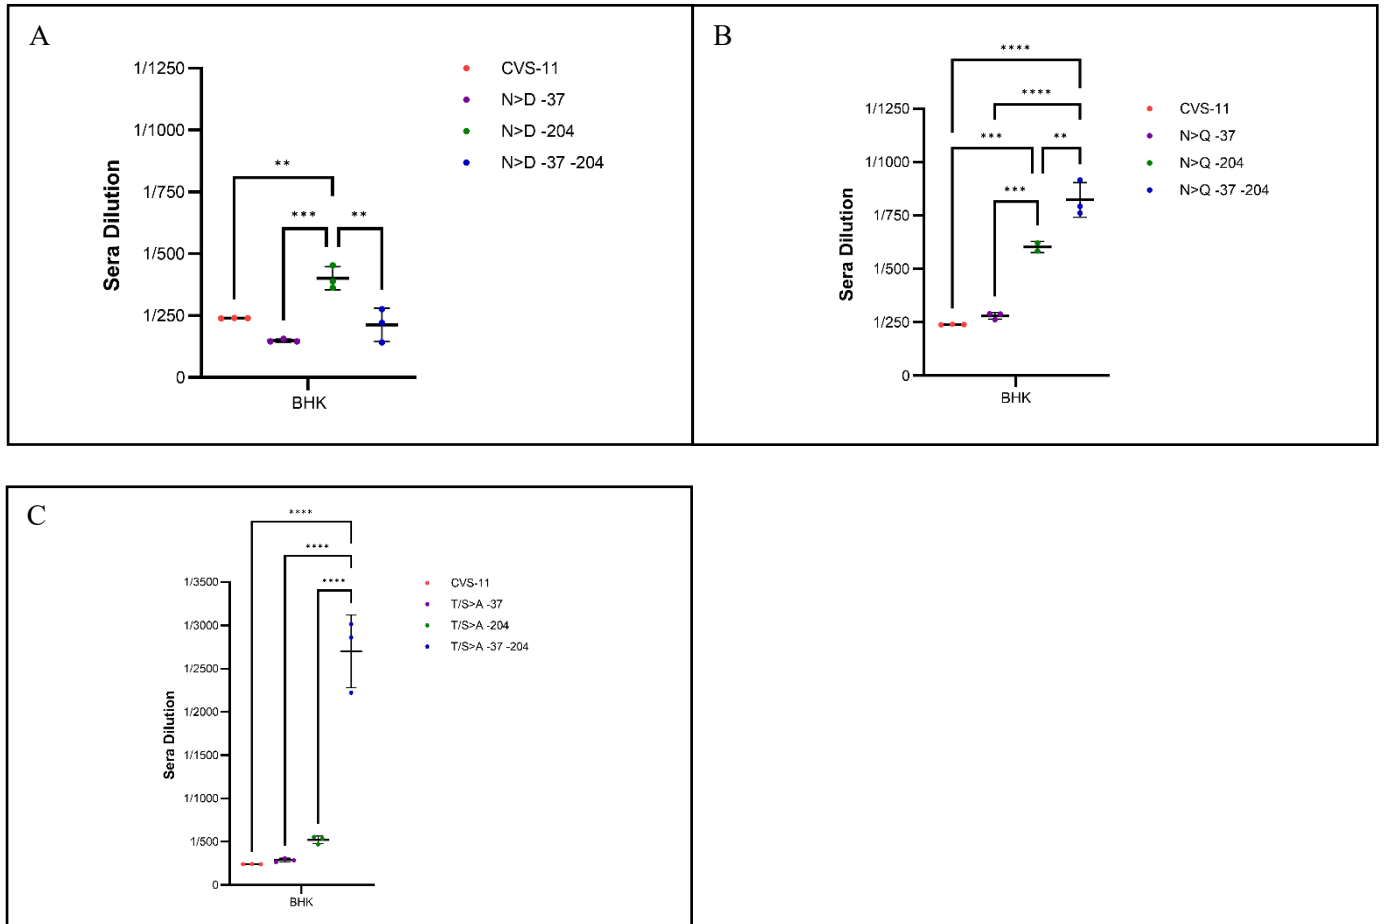 A
Sera Dilution
1/1250
1/1000
1/750
1/500
1/250
0
**
***
**
BHK
CVS-11
N>D -37
N>D -204
N>D -37 -204
B
Sera Dilution
1/1250
1/1000
1/750
1/500
1/250
0
****
****
***
**
***
BHK
CVS-11
N>Q -37
N>Q -204
N>Q -37 -204
C
Sera Dilution
1/3500
1/3000
1/2500
1/2000
1/1500
1/1000
1/500
0
****
****
****
BHK
CVS-11
T/S>A -37
T/S>A -204
T/S>A -37 -204